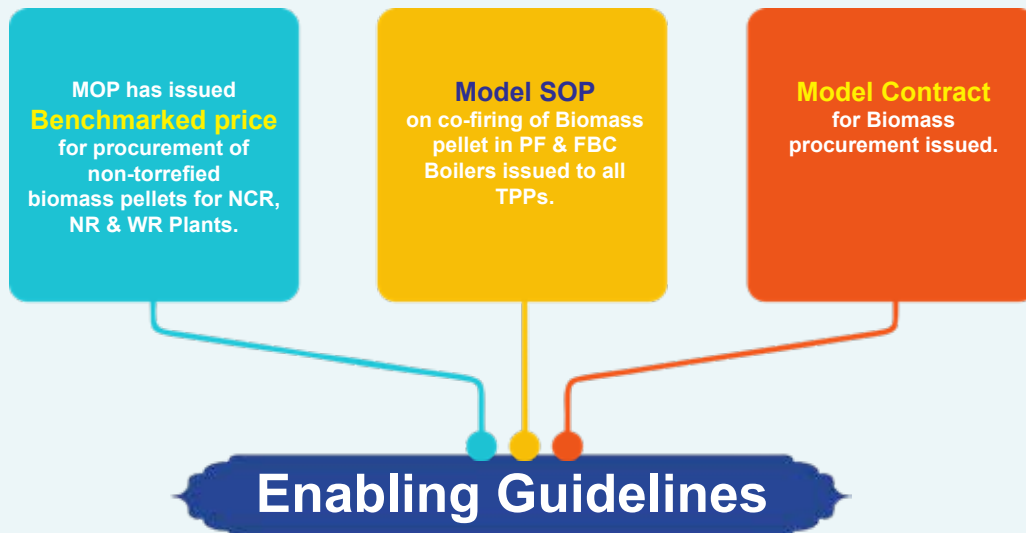 MOP has issued
Benchmarked price
for procurement of
non-torrefied
biomass pellets for NCR,
NR & WR Plants.
Model SOP
on co-firing of Biomass
pellet in PF & FBC
Boilers issued to all
TPPs.
Model Contract
for Biomass
procurement issued.
Enabling Guidelines